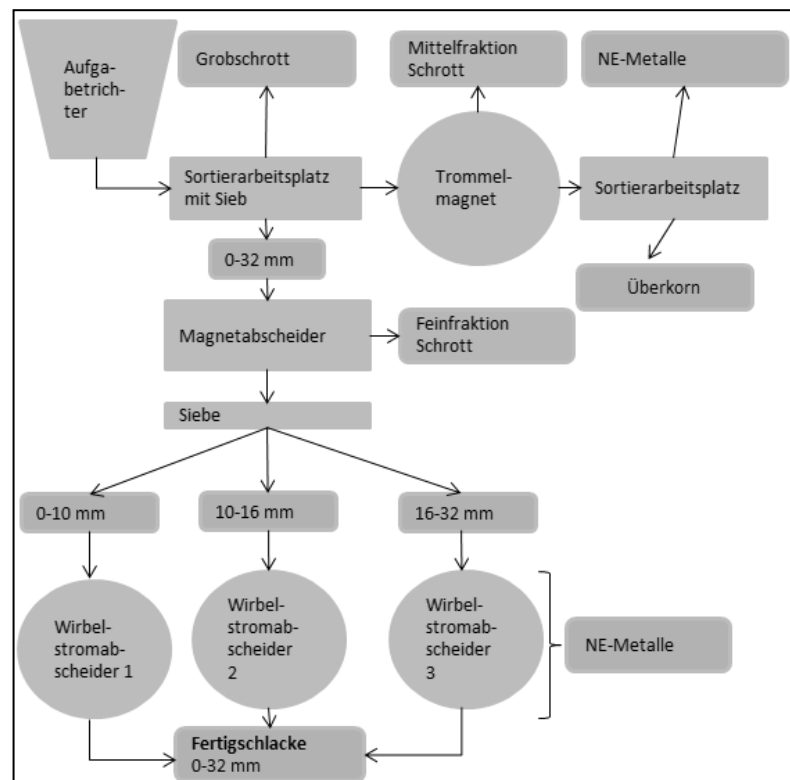 Aufga-
betrich-
ter
Grobschrott
Mittelfraktion
Schrott
NE-Metalle
Sortierarbeitsplatz
mit Sieb
Trommel-
magnet
Sortierarbeitsplatz
0-32 mm
Überkorn
Magnetabscheider
Feinfraktion
Schrott
Siebe
0-10 mm
10-16 mm
16-32 mm
Wirbel-
stromab-
scheider 1
Wirbel-
stromab-
scheider
2
Wirbel-
stromab-
scheider
3
NE-Metalle
Fertigschlacke
0-32 mm